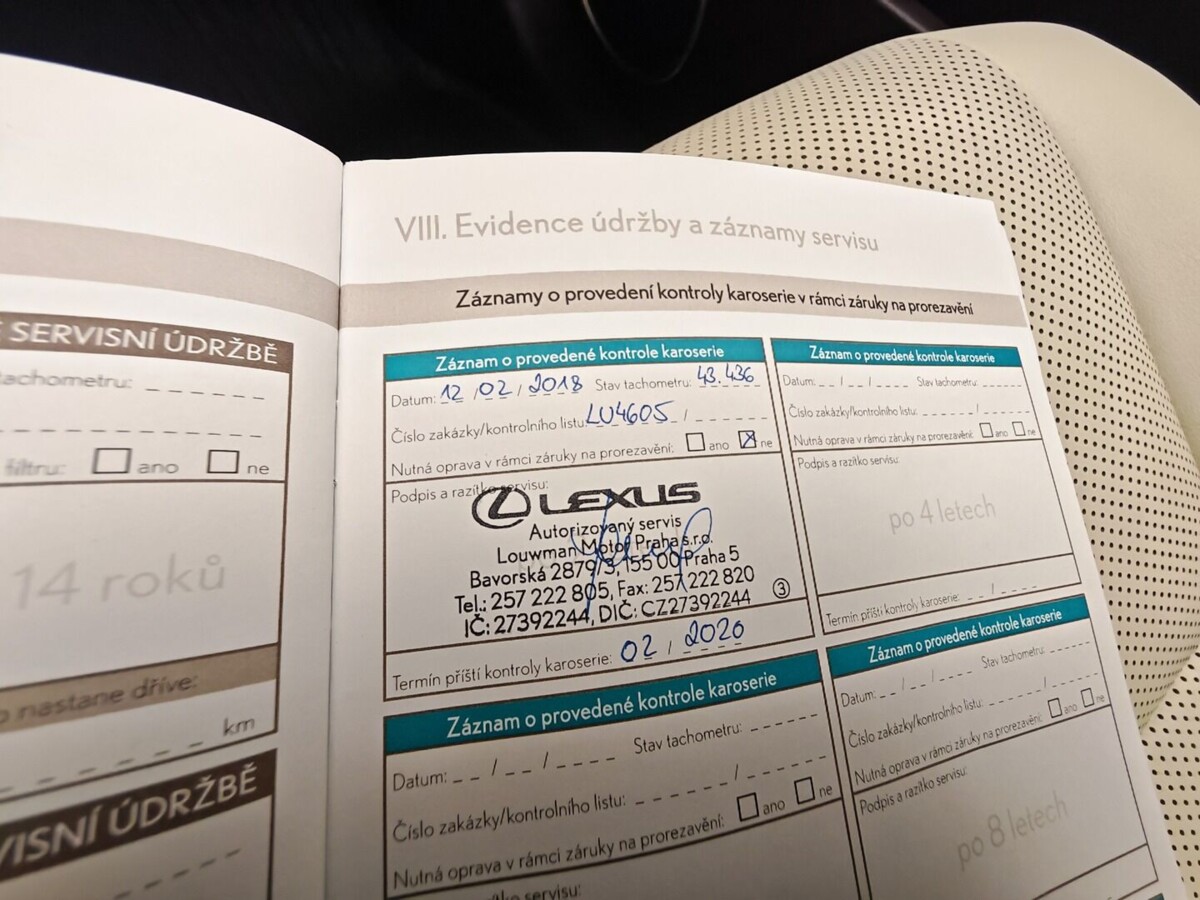 SERVISNÍ ÚDRŽBĚ
tachometru: _ _ _ _ _ _
filtru: ano ne
14 roků
nastane dříve:
_ _ _ _ _ km
ÚDRŽBĚ
VIII. Evidence údržby a záznamy servisu
Záznamy o provedení kontroly karoserie v rámci záruky na prorezavění
Záznam o provedené kontrole karoserie
Datum: 12 / 02 / 2018 Stav tachometru: 43.436
Číslo zakázky/kontrolního listu: LU4605 /
Nutná oprava v rámci záruky na prorezavění: ano ne
Podpis a razítko servisu:
LEXUS
Autorizovaný servis
Louwman Motor Praha s.r.o.
Bavorská 2879/3, 155 00 Praha 5
Tel.: 257 222 805, Fax: 257 222 820
IČ: 27392244, DIČ: CZ27392244 3
Termín příští kontroly karoserie: 02 / 2020
Záznam o provedené kontrole karoserie
Datum: _ _ / _ _ / _ _ _ _ Stav tachometru: _ _ _ _ _ _
Číslo zakázky/kontrolního listu: _ _ _ _ _ _ / _ _ _ _ _
Nutná oprava v rámci záruky na prorezavění: ano ne
Podpis a razítko servisu:
po 4 letech
Termín příští kontroly karoserie: _ _ / _ _ _ _
Záznam o provedené kontrole karoserie
Datum: _ _ / _ _ / _ _ _ _ Stav tachometru: _ _ _ _ _ _
Číslo zakázky/kontrolního listu: _ _ _ _ _ _ / _ _ _ _ _
Nutná oprava v rámci záruky na prorezavění: ano ne
razítko servisu:
Záznam o provedené kontrole karoserie
Datum: _ _ / _ _ / _ _ _ _ Stav tachometru: _ _ _ _ _ _
Číslo zakázky/kontrolního listu: _ _ _ _ _ _ / _ _ _ _ _
Nutná oprava v rámci záruky na prorezavění: ano ne
Podpis a razítko servisu:
po 8 letech